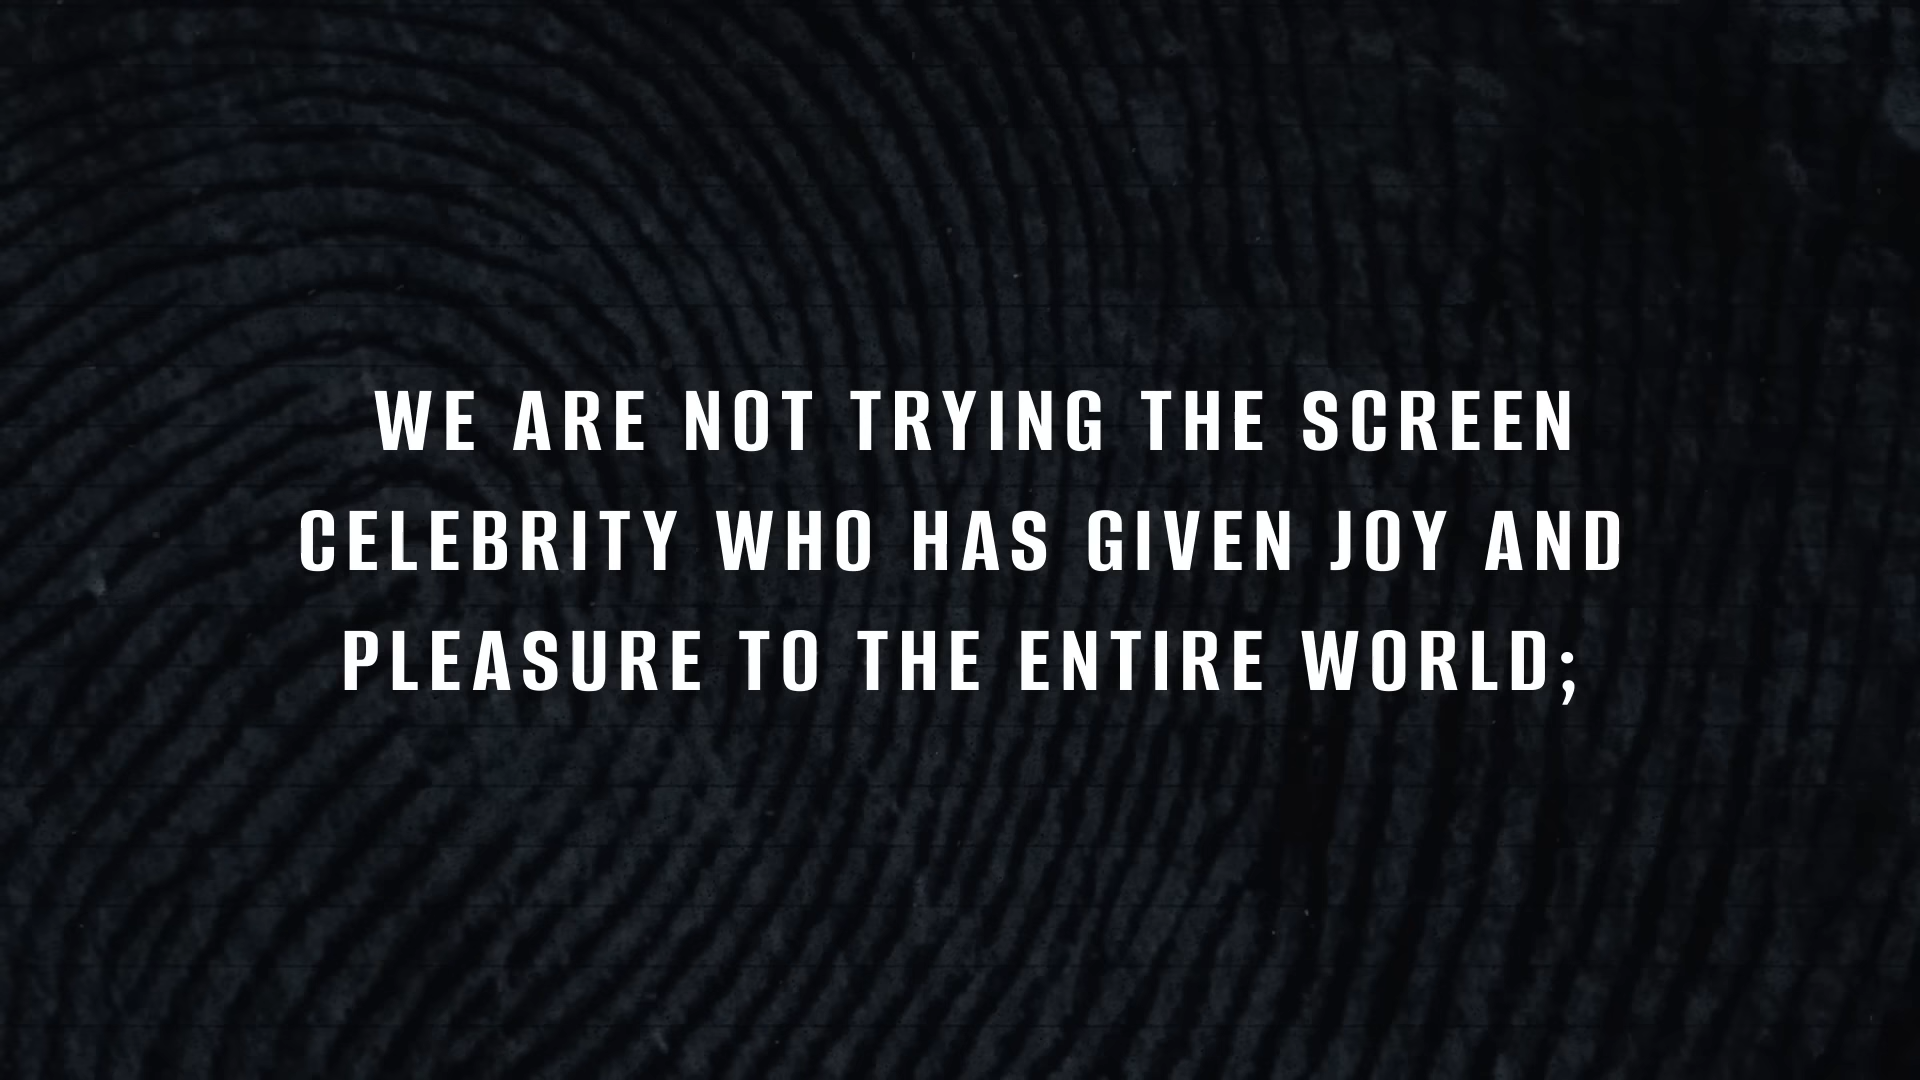 WE ARE NOT TRYING THE SCREEN
CELEBRITY WHO HAS GIVEN JOY AND
PLEASURE TO THE ENTIRE WORLD;